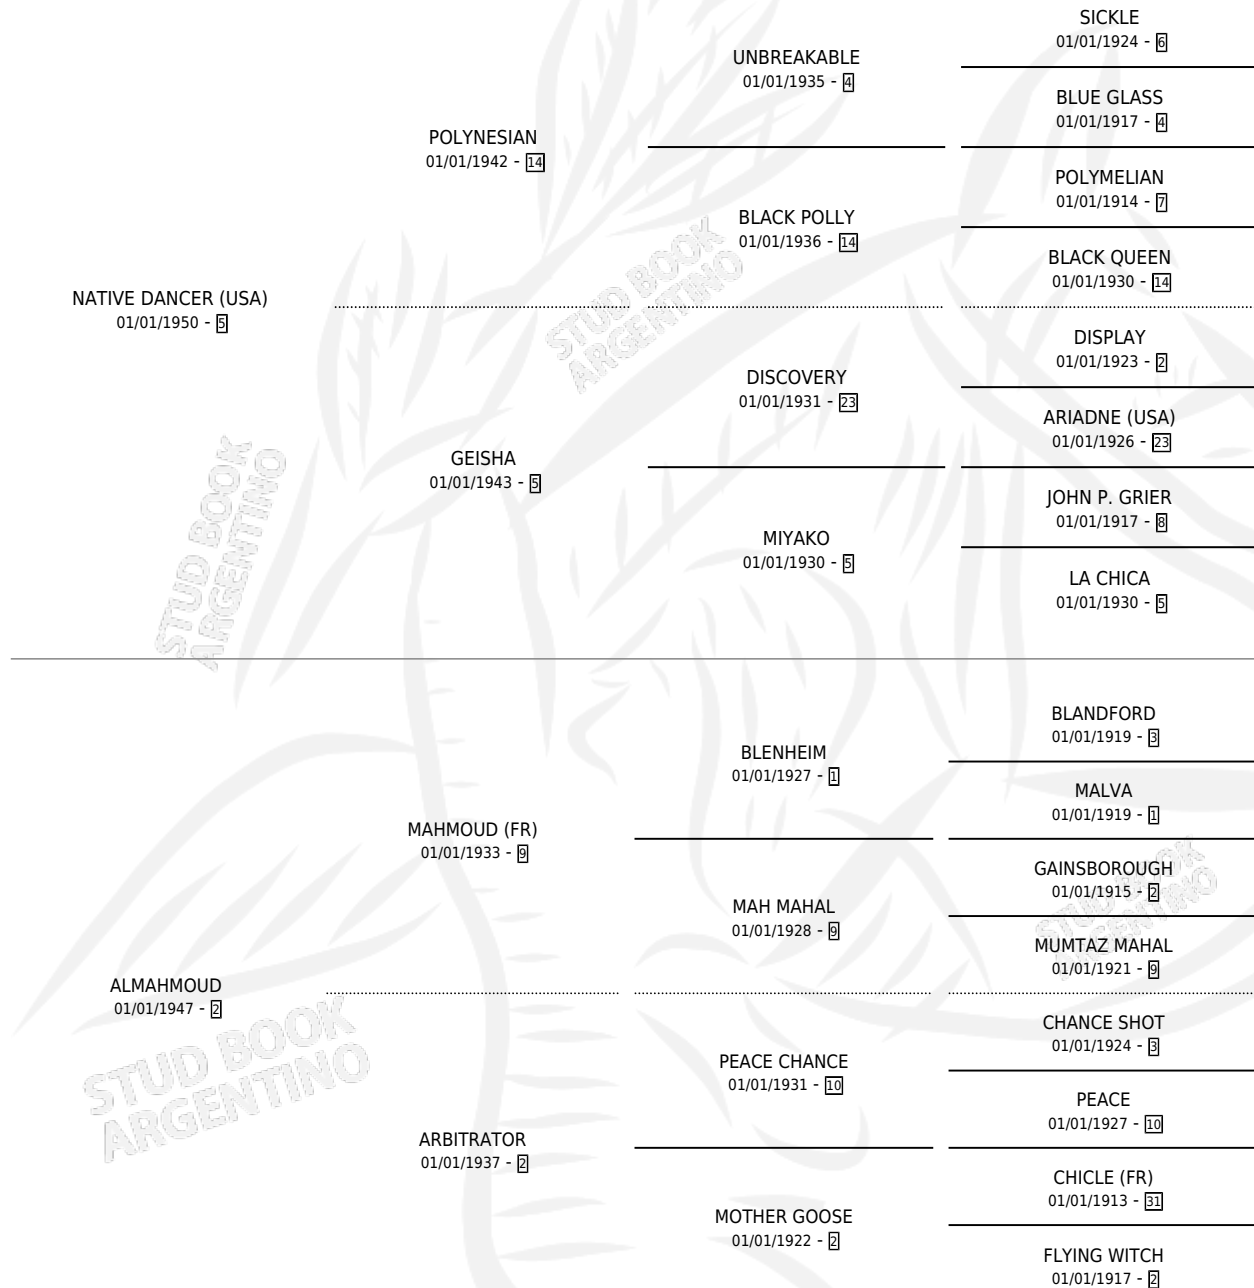 SICKLE
01/01/1924 - 6
UNBREAKABLE
01/01/1935 - 4
BLUE GLASS
01/01/1917 - 4
POLYNESIAN
01/01/1942 - 14
POLYMELIAN
01/01/1914 - 7
BLACK POLLY
01/01/1936 - 14
BLACK QUEEN
01/01/1930 - 14
NATIVE DANCER (USA)
01/01/1950 - 5
DISPLAY
01/01/1923 - 2
DISCOVERY
01/01/1931 - 23
ARIADNE (USA)
01/01/1926 - 23
GEISHA
01/01/1943 - 5
JOHN P. GRIER
01/01/1917 - 8
MIYAKO
01/01/1930 - 5
LA CHICA
01/01/1930 - 5
BLANDFORD
01/01/1919 - 3
BLENHEIM
01/01/1927 - 1
MALVA
01/01/1919 - 1
MAHMOUD (FR)
01/01/1933 - 9
GAINSBOROUGH
01/01/1915 - 2
MAH MAHAL
01/01/1928 - 9
MUMTAZ MAHAL
01/01/1921 - 9
ALMAHMOUD
01/01/1947 - 2
CHANCE SHOT
01/01/1924 - 3
PEACE CHANCE
01/01/1931 - 10
PEACE
01/01/1927 - 10
ARBITRATOR
01/01/1937 - 2
CHICLE (FR)
01/01/1913 - 31
MOTHER GOOSE
01/01/1922 - 2
FLYING WITCH
01/01/1917 - 2
STUD BOOK
ARGENTINO
STUD BOOK
ARGENTINO
STUD BOOK
ARGENTINO
STUD BOOK
ARGENTINO